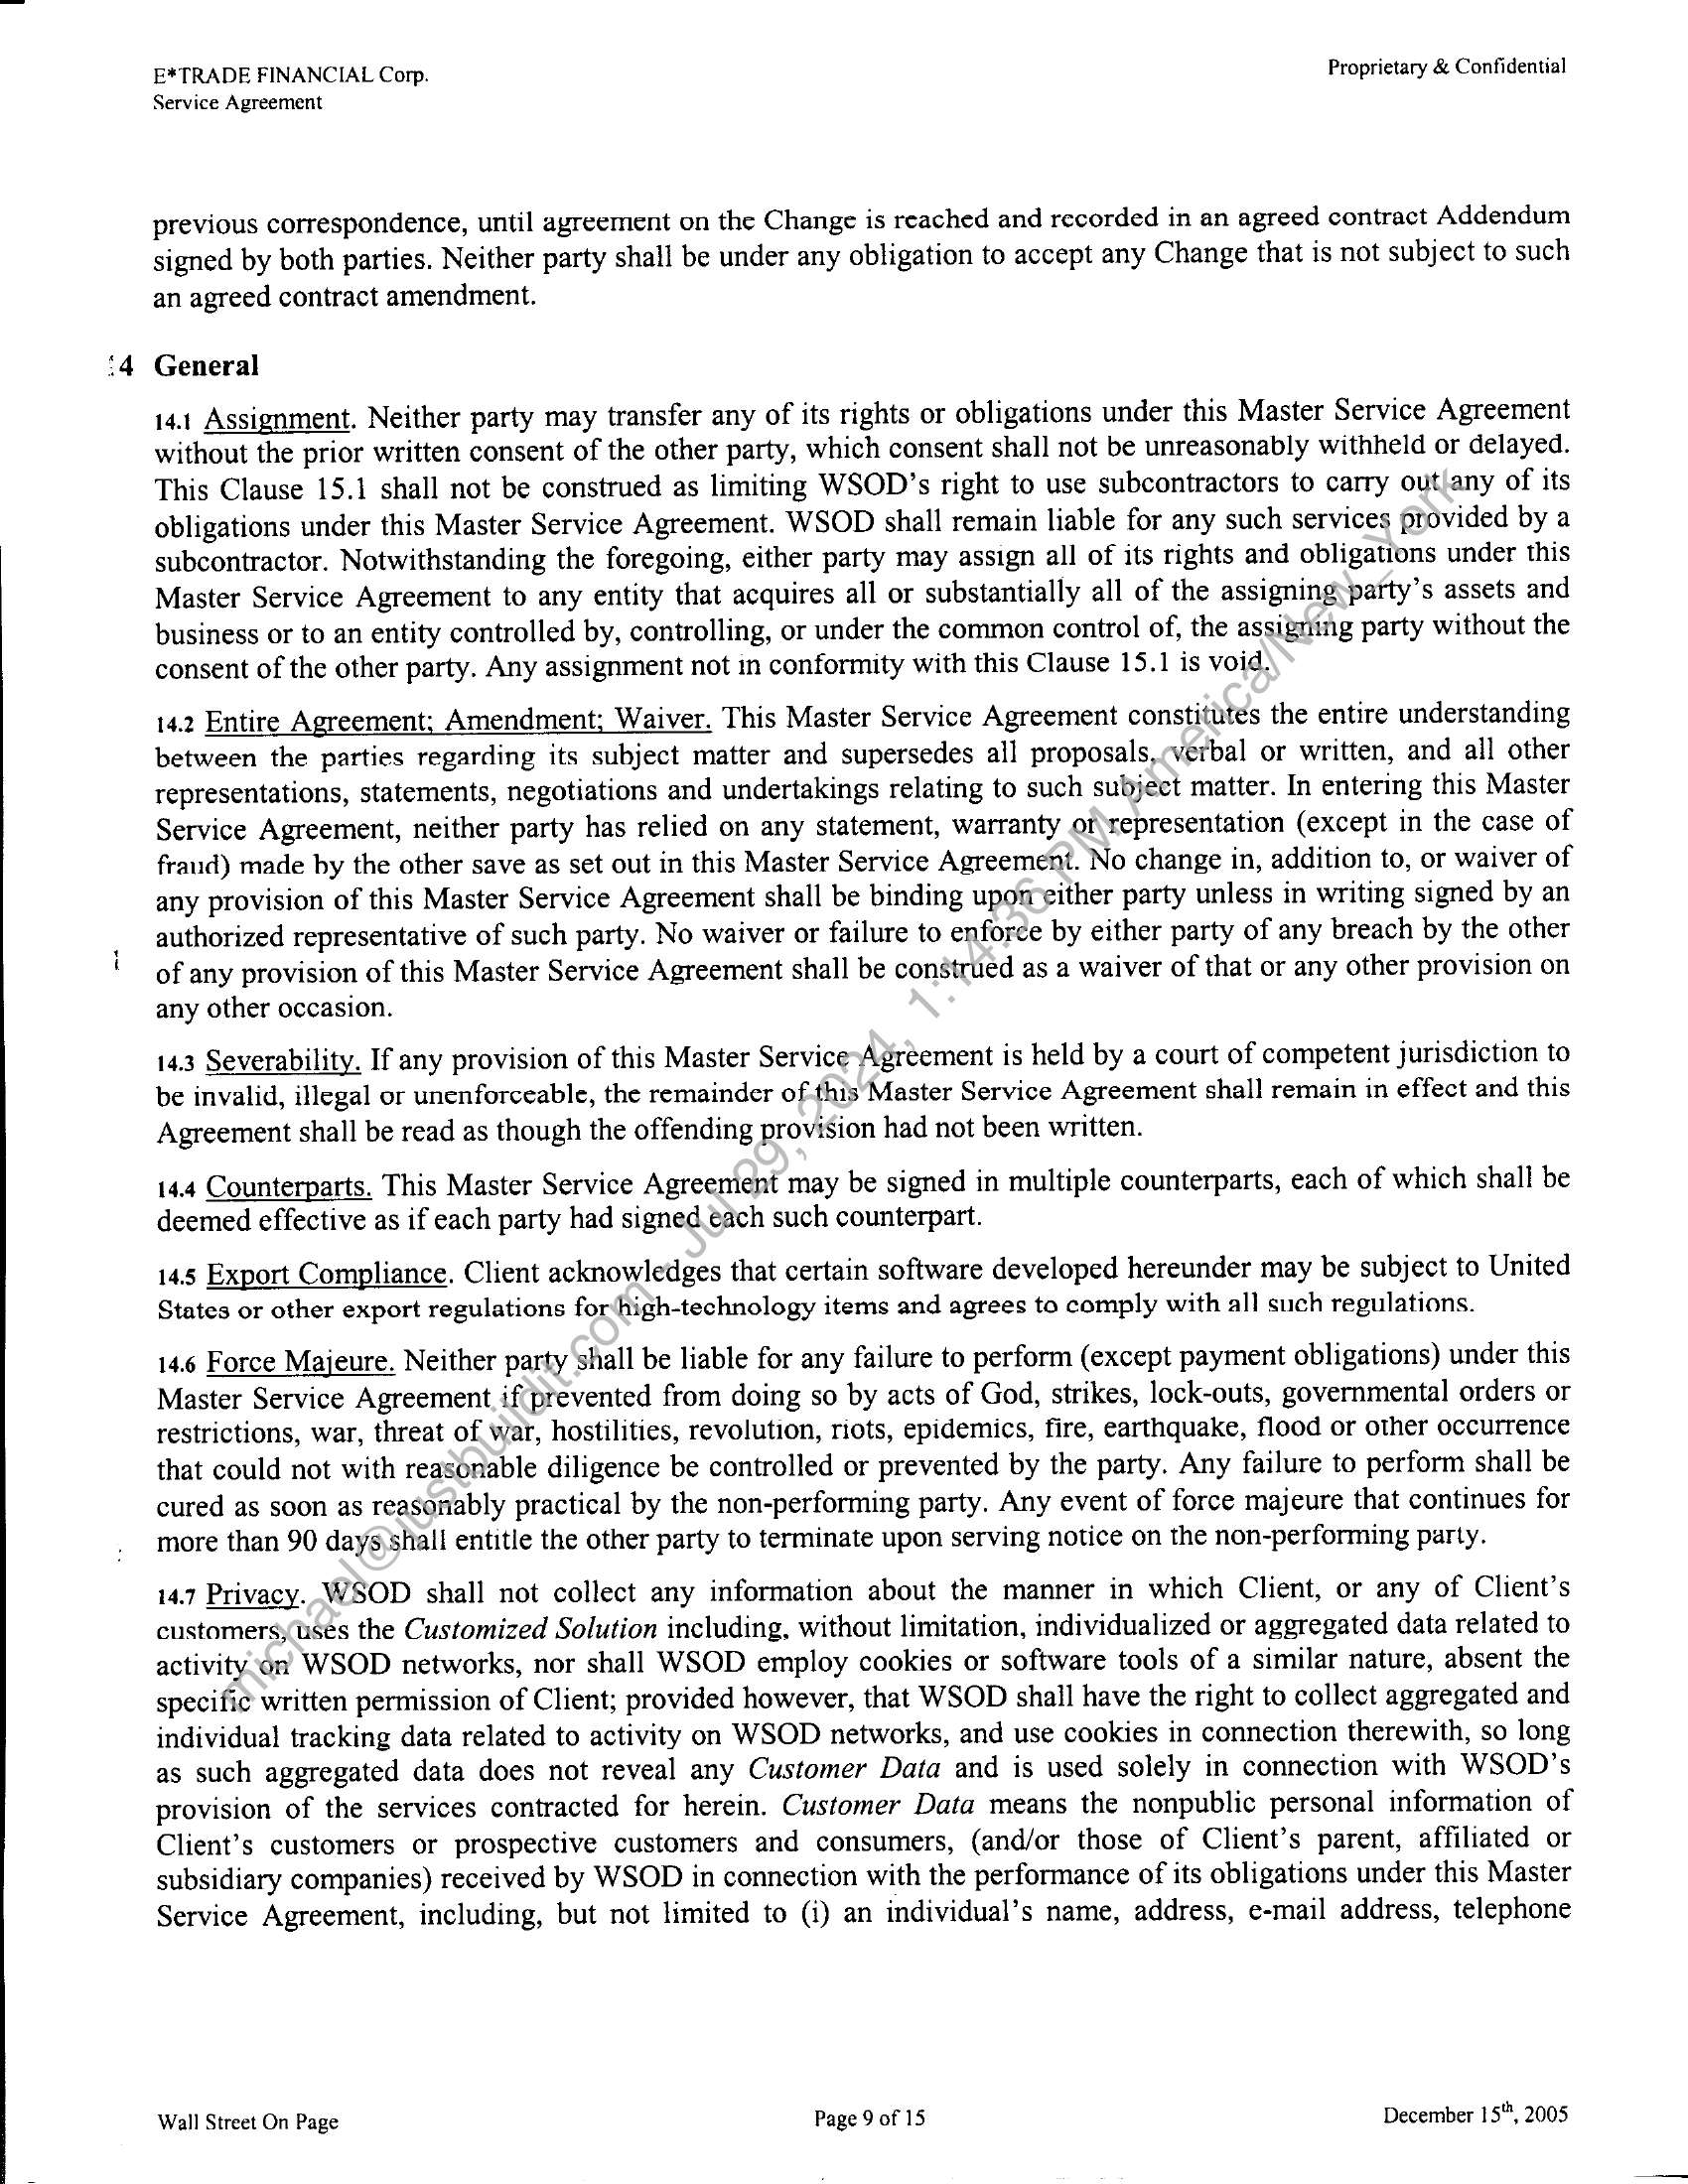 E*TRADE FINANCIAL Corp.
Proprietary & Confidential
Service Agreement
previous correspondence, until agreement on the Change is reached and recorded in an agreed contract Addendum
signed by both parties. Neither party shall be under any obligation to accept any Change that is not subject to such
an agreed contract amendment.
14 General
14.1 Assignment. Neither party may transfer any of its rights or obligations under this Master Service Agreement
without the prior written consent of the other party, which consent shall not be unreasonably withheld or delayed.
This Clause 15.1 shall not be construed as limiting WSOD's right to use subcontractors to carry out any of its
obligations under this Master Service Agreement. WSOD shall remain liable for any such services provided by a
subcontractor. Notwithstanding the foregoing, either party may assign all of its rights and obligations under this
Master Service Agreement to any entity that acquires all or substantially all of the assigning party's assets and
business or to an entity controlled by, controlling, or under the common control of, the assigning party without the
consent of the other party. Any assignment not in conformity with this Clause 15.1 is void.
14.2 Entire Agreement; Amendment; Waiver. This Master Service Agreement constitutes the entire understanding
between the parties regarding its subject matter and supersedes all proposals, verbal or written, and all other
representations, statements, negotiations and undertakings relating to such subject matter. In entering this Master
Service Agreement, neither party has relied on any statement, warranty or representation (except in the case of
fraud) made by the other save as set out in this Master Service Agreement. No change in, addition to, or waiver of
any provision of this Master Service Agreement shall be binding upon either party unless in writing signed by an
authorized representative of such party. No waiver or failure to enforce by either party of any breach by the other
of any provision of this Master Service Agreement shall be construed as a waiver of that or any other provision on
any other occasion.
14.3 Severability. If any provision of this Master Service Agreement is held by a court of competent jurisdiction to
be invalid, illegal or unenforceable, the remainder of this Master Service Agreement shall remain in effect and this
Agreement shall be read as though the offending provision had not been written.
14.4 Counterparts. This Master Service Agreement may be signed in multiple counterparts, each of which shall be
deemed effective as if each party had signed each such counterpart.
14.5 Export Compliance. Client acknowledges that certain software developed hereunder may be subject to United
States or other export regulations for high-technology items and agrees to comply with all such regulations.
14.6 Force Majeure. Neither party shall be liable for any failure to perform (except payment obligations) under this
Master Service Agreement if prevented from doing so by acts of God, strikes, lock-outs, governmental orders or
restrictions, war, threat of war, hostilities, revolution, riots, epidemics, fire, earthquake, flood or other occurrence
that could not with reasonable diligence be controlled or prevented by the party. Any failure to perform shall be
cured as soon as reasonably practical by the non-performing party. Any event of force majeure that continues for
more than 90 days shall entitle the other party to terminate upon serving notice on the non-performing party.
14.7 Privacy. WSOD shall not collect any information about the manner in which Client, or any of Client's
customers, uses the Customized Solution including, without limitation, individualized or aggregated data related to
activity on WSOD networks, nor shall WSOD employ cookies or software tools of a similar nature, absent the
specific written permission of Client; provided however, that WSOD shall have the right to collect aggregated and
individual tracking data related to activity on WSOD networks, and use cookies in connection therewith, so long
as such aggregated data does not reveal any Customer Data and is used solely in connection with WSOD's
provision of the services contracted for herein. Customer Data means the nonpublic personal information of
Client's customers or prospective customers and consumers, (and/or those of Client's parent, affiliated or
subsidiary companies) received by WSOD in connection with the performance of its obligations under this Master
Service Agreement, including, but not limited to (i) an individual's name, address, e-mail address, telephone
Wall Street On Page
Page 9 of 15
December 15th, 2005
michael@justbuildit.com - Jul 29, 2024, 1:14:36 PM America/New_York